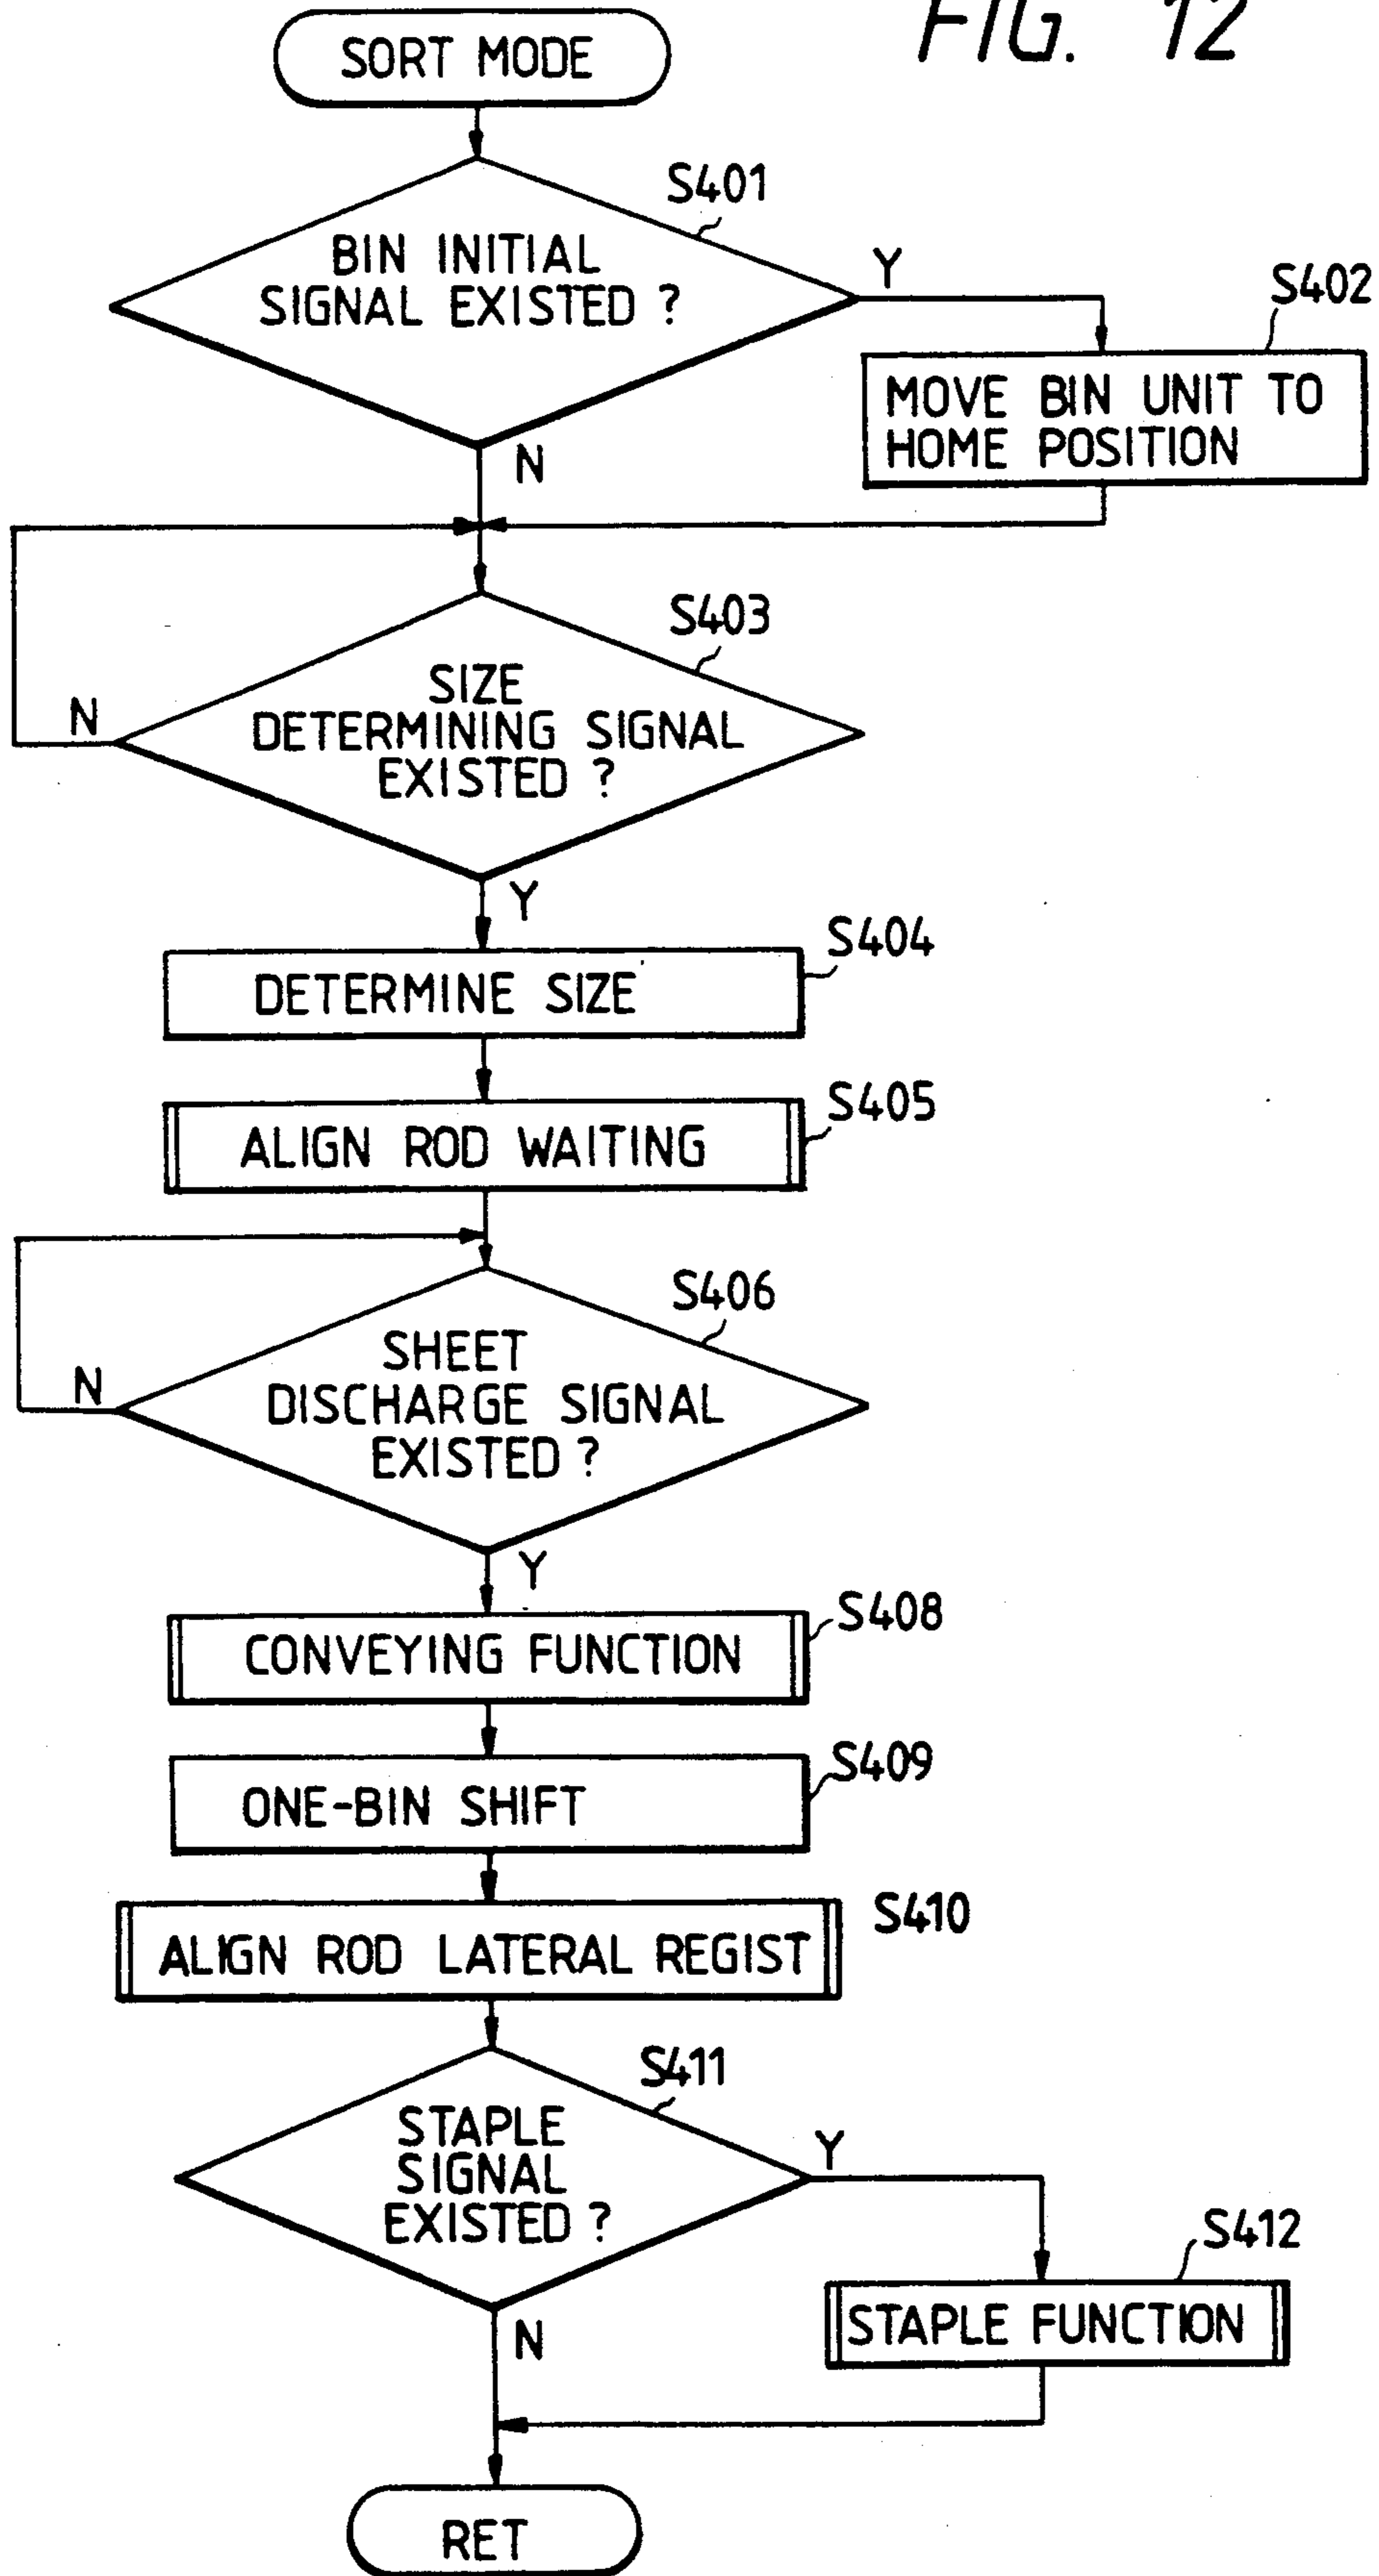 FIG. 12
SORT MODE
S401
BIN INITIAL
SIGNAL EXISTED ?
Y
S402
MOVE BIN UNIT TO
HOME POSITION
N
S403
SIZE
DETERMINING SIGNAL
EXISTED ?
N
Y
S404
DETERMINE SIZE
S405
ALIGN ROD WAITING
S406
SHEET
DISCHARGE SIGNAL
EXISTED ?
N
Y
S408
CONVEYING FUNCTION
S409
ONE-BIN SHIFT
S410
ALIGN ROD LATERAL REGIST
S411
STAPLE
SIGNAL
EXISTED ?
Y
S412
STAPLE FUNCTION
N
RET